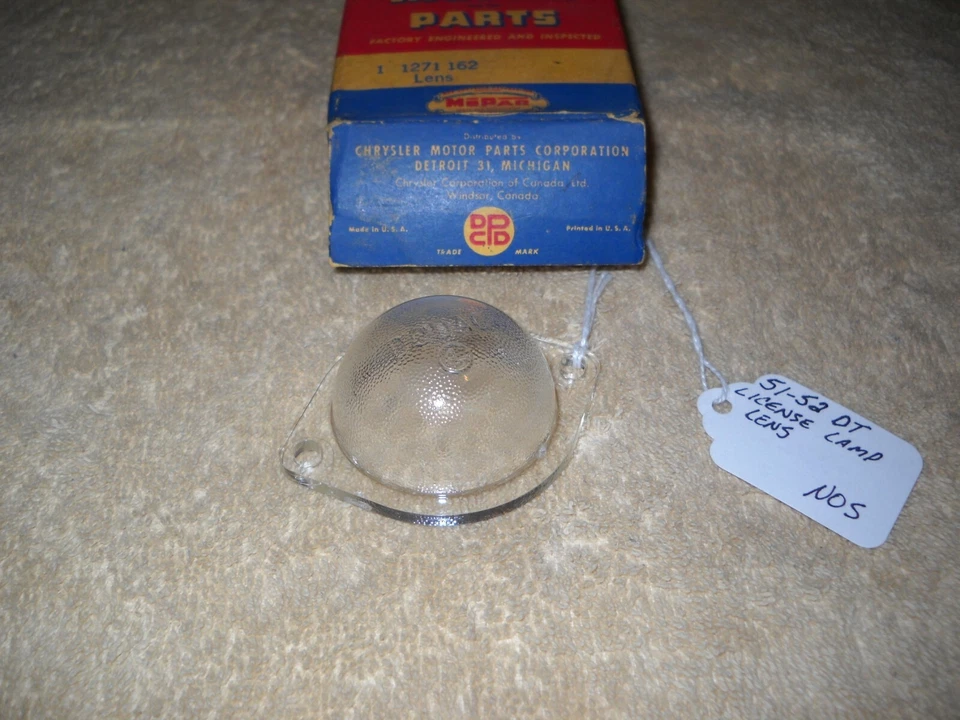 PARTS
FACTORY ENGINEERED AND INSPECTED
1 1271 162
Lens
MOPAR
Distributed by
CHRYSLER MOTOR PARTS CORPORATION
DETROIT 31, MICHIGAN
Chrysler Corporation of Canada, Ltd.
Windsor, Canada
Made in U. S. A.
DPCD
Printed in U. S. A.
TRADE MARK
51-52 DT
LICENSE LAMP
LENS
NOS